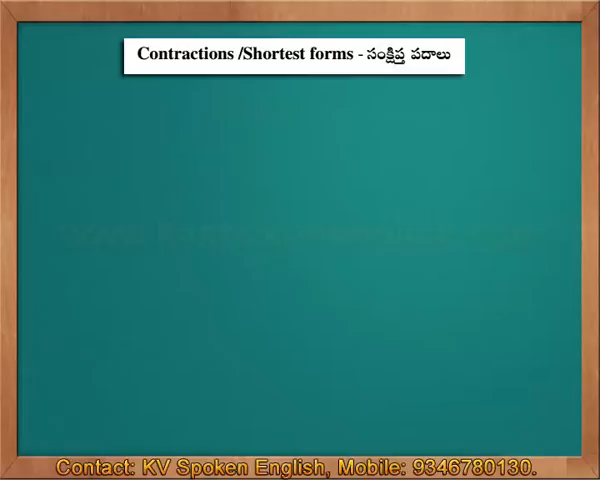 Contractions /Shortest forms - సంక్షిప్త పదాలు
Contact: KV Spoken English, Mobile: 9346780130.